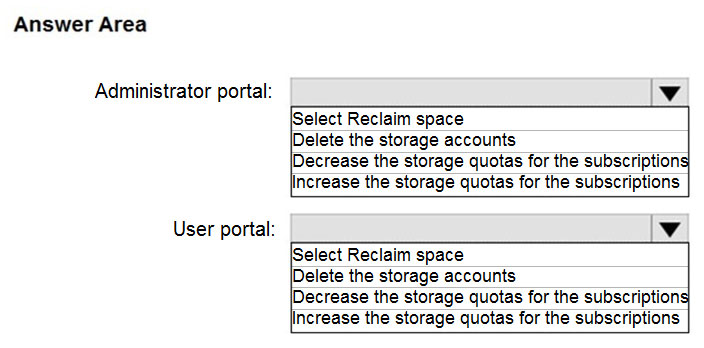 Answer Area
Administrator portal:
Select Reclaim space
Delete the storage accounts
Decrease the storage quotas for the subscriptions
Increase the storage quotas for the subscriptions
User portal:
Select Reclaim space
Delete the storage accounts
Decrease the storage quotas for the subscriptions
Increase the storage quotas for the subscriptions